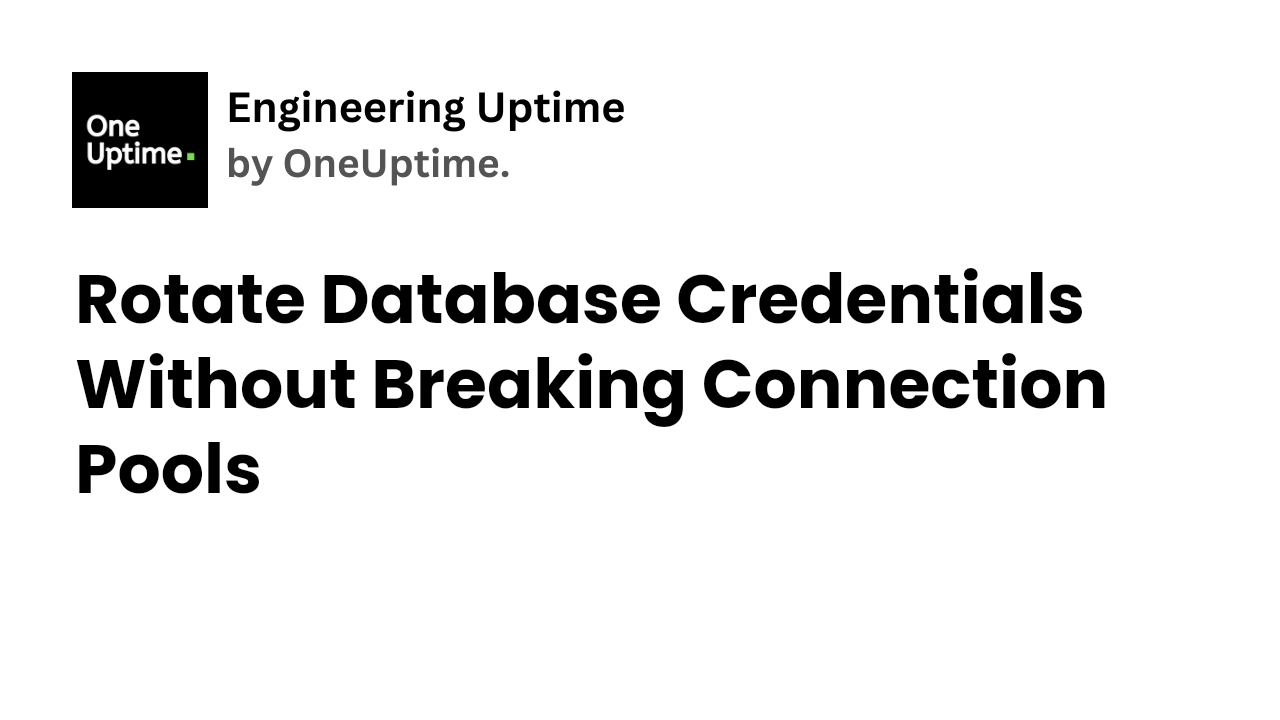 One
Uptime.
Engineering Uptime
by OneUptime.
Rotate Database Credentials
Without Breaking Connection
Pools